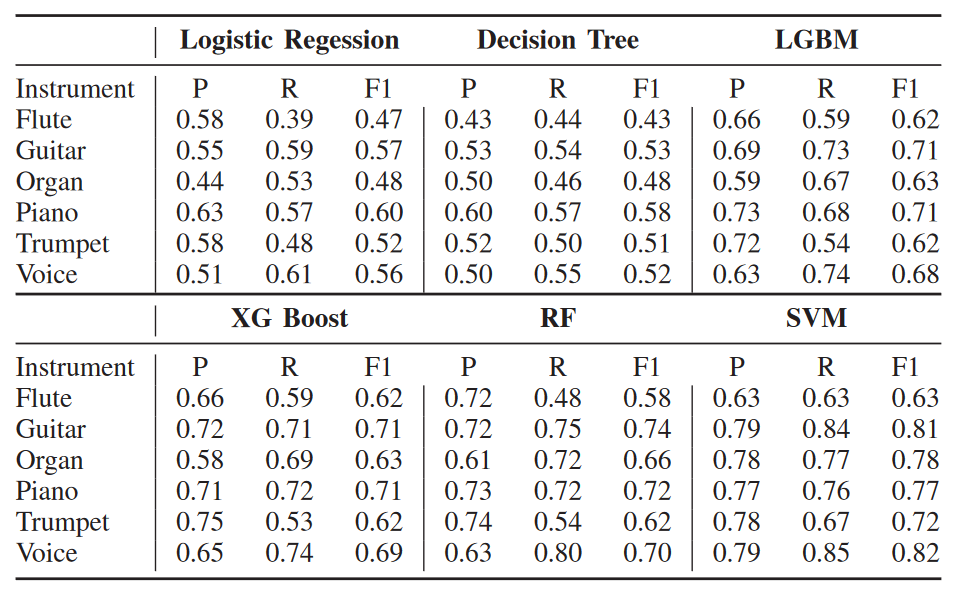 Logistic Regression Decision Tree LGBM
Instrument P R F1 P R F1 P R F1
Flute 0.58 0.39 0.47 0.43 0.44 0.43 0.66 0.59 0.62
Guitar 0.55 0.59 0.57 0.53 0.54 0.53 0.69 0.73 0.71
Organ 0.44 0.53 0.48 0.50 0.46 0.48 0.59 0.67 0.63
Piano 0.63 0.57 0.60 0.60 0.57 0.58 0.73 0.68 0.71
Trumpet 0.58 0.48 0.52 0.52 0.50 0.51 0.72 0.54 0.62
Voice 0.51 0.61 0.56 0.50 0.55 0.52 0.63 0.74 0.68
XG Boost RF SVM
Instrument P R F1 P R F1 P R F1
Flute 0.66 0.59 0.62 0.72 0.48 0.58 0.63 0.63 0.63
Guitar 0.72 0.71 0.71 0.72 0.75 0.74 0.79 0.84 0.81
Organ 0.58 0.69 0.63 0.61 0.72 0.66 0.78 0.77 0.78
Piano 0.71 0.72 0.71 0.73 0.72 0.72 0.77 0.76 0.77
Trumpet 0.75 0.53 0.62 0.74 0.54 0.62 0.78 0.67 0.72
Voice 0.65 0.74 0.69 0.63 0.80 0.70 0.79 0.85 0.82